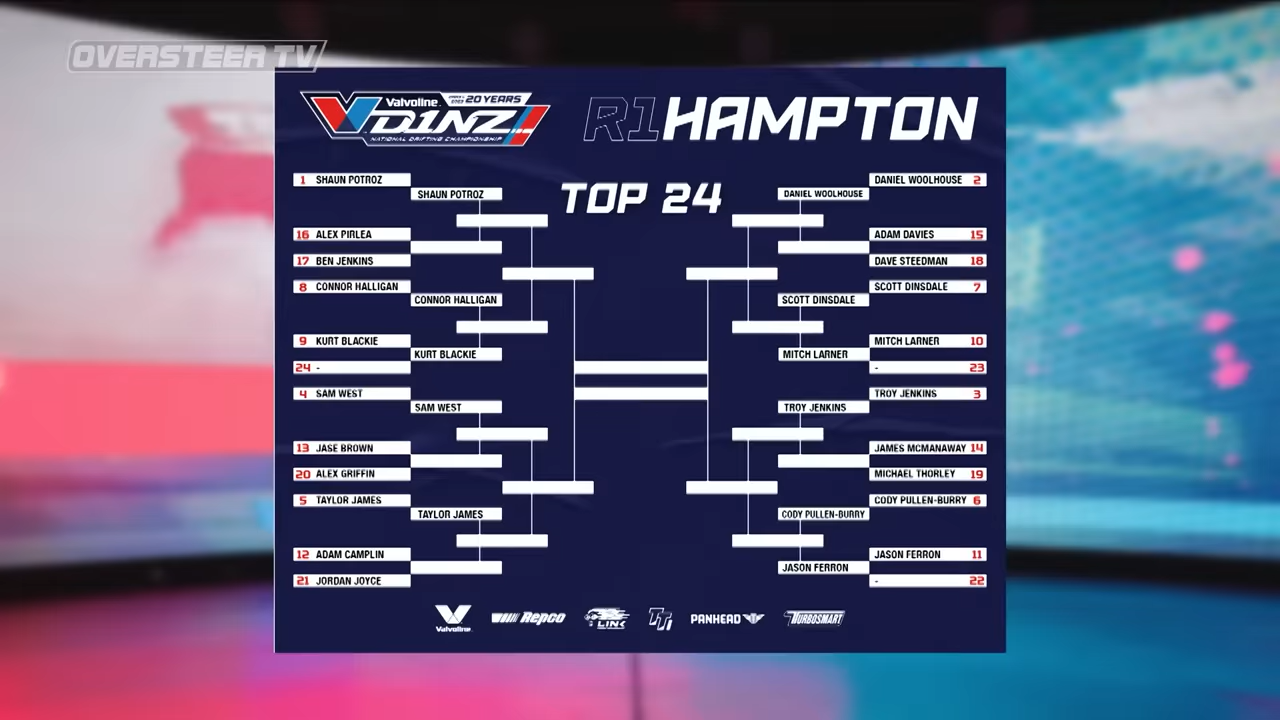 OVERSTEER TV
Valvoline 20 YEARS
D1NZ
NATIONAL DRIFTING CHAMPIONSHIP
R1 HAMPTON
TOP 24
1 SHAUN POTROZ
SHAUN POTROZ
16 ALEX PIRLEA
17 BEN JENKINS
8 CONNOR HALLIGAN
CONNOR HALLIGAN
9 KURT BLACKIE
KURT BLACKIE
24 -
4 SAM WEST
SAM WEST
13 JASE BROWN
20 ALEX GRIFFIN
5 TAYLOR JAMES
TAYLOR JAMES
12 ADAM CAMPLIN
21 JORDAN JOYCE
DANIEL WOOLHOUSE 2
DANIEL WOOLHOUSE
ADAM DAVIES 15
DAVE STEEDMAN 18
SCOTT DINSDALE 7
SCOTT DINSDALE
MITCH LARNER 10
MITCH LARNER
- 23
TROY JENKINS 3
TROY JENKINS
JAMES MCMANAWAY 14
MICHAEL THORLEY 19
CODY PULLEN-BURRY 6
CODY PULLEN-BURRY
JASON FERRON 11
JASON FERRON
- 22
Valvoline
Repco
LINK
TTi
PANHEAD
TURBOSMART